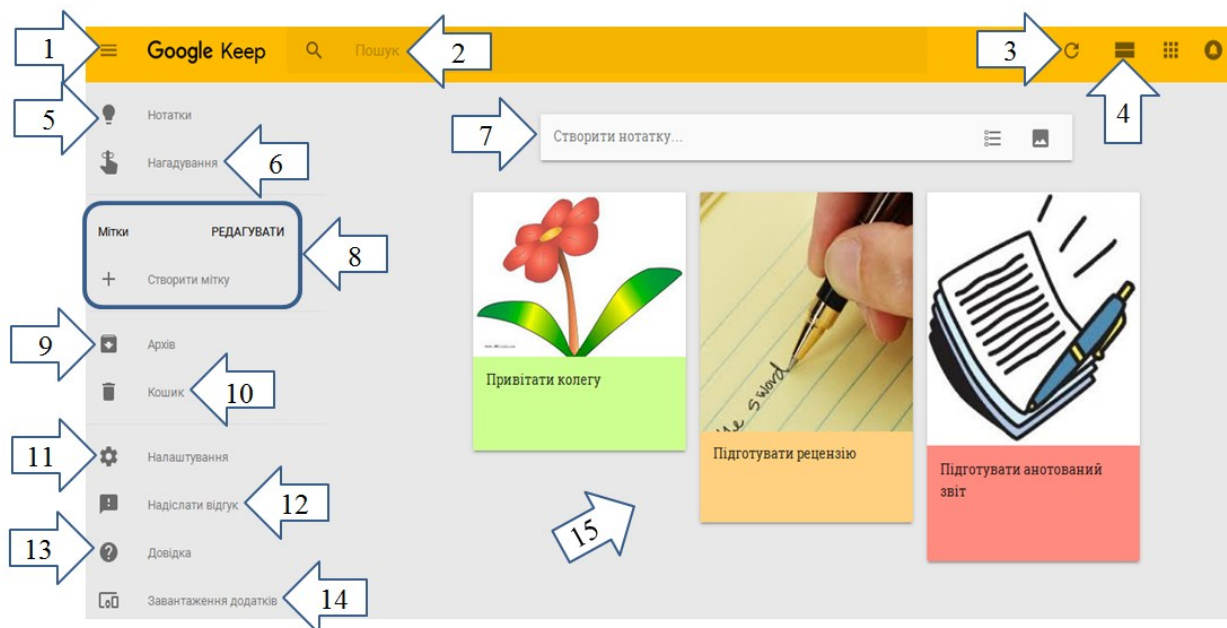 1
Google Keep
Пошук
2
3
4
5
Нотатки
6
Нагадування
7
Створити нотатку...
Мітки
РЕДАГУВАТИ
8
Створити мітку
9
Архів
10
Кошик
11
Налаштування
12
Надіслати відгук
13
Довідка
14
Завантаження додатків
Привітати колегу
sword
Підготувати рецензію
Підготувати анотований
звіт
15